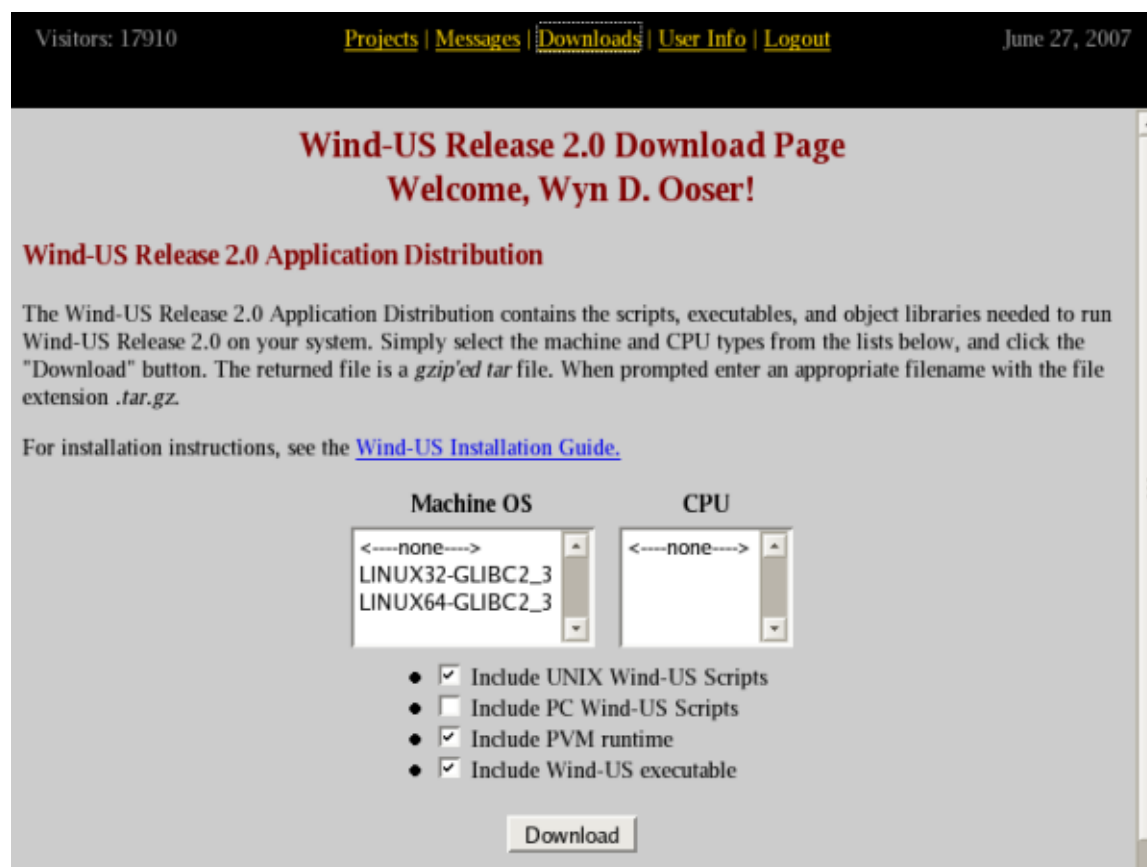 Visitors: 17910 Projects | Messages | Downloads | User Info | Logout June 27, 2007
Wind-US Release 2.0 Download Page
Welcome, Wyn D. Ooser!
Wind-US Release 2.0 Application Distribution
The Wind-US Release 2.0 Application Distribution contains the scripts, executables, and object libraries needed to run
Wind-US Release 2.0 on your system. Simply select the machine and CPU types from the lists below, and click the
"Download" button. The returned file is a gzip'ed tar file. When prompted enter an appropriate filename with the file
extension .tar.gz.
For installation instructions, see the Wind-US Installation Guide.
Machine OS CPU
<----none----> <----none---->
LINUX32-GLIBC2_3
LINUX64-GLIBC2_3
Include UNIX Wind-US Scripts
Include PC Wind-US Scripts
Include PVM runtime
Include Wind-US executable
Download